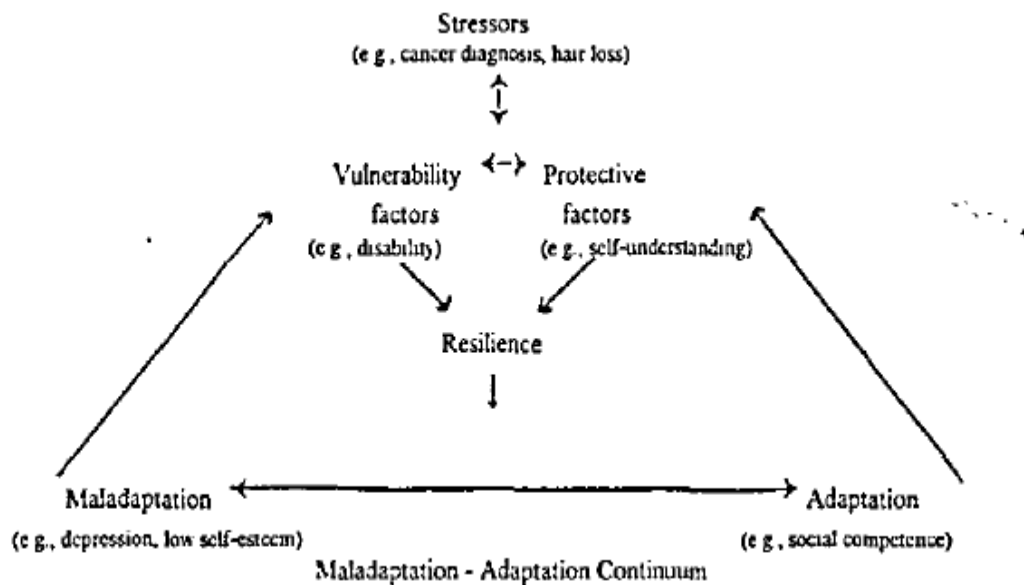 Stressors
(e g., cancer diagnosis, hair loss)
Vulnerability Protective
factors factors
(e g., disability) (e g., self-understanding)
Resilience
Maladaptation Adaptation
(e g., depression, low self-esteem) (e g, social competence)
Maladaptation - Adaptation Continuum